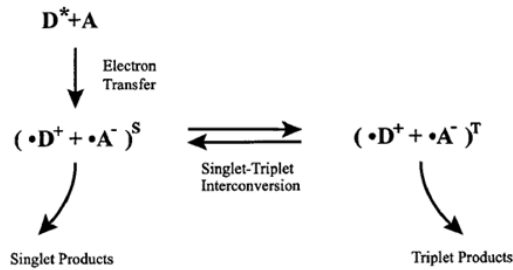 D*+A
Electron
Transfer
( •D⁺ + •A⁻ )ˢ
( •D⁺ + •A⁻ )ᵀ
Singlet-Triplet
Interconversion
Singlet Products
Triplet Products